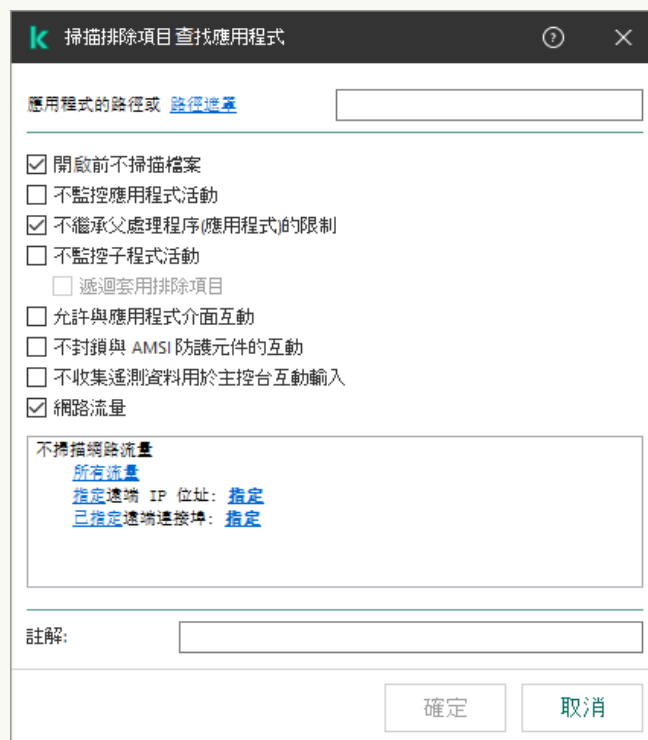 掃描排除項目查找應用程式
應用程式的路徑或 路徑遮罩
開啟前不掃描檔案
不監控應用程式活動
不繼承父處理程序(應用程式)的限制
不監控子程式活動
遞迴套用排除項目
允許與應用程式介面互動
不封鎖與 AMSI 防護元件的互動
不收集遙測資料用於主控台互動輸入
網路流量
不掃描網路流量
所有流量
指定遠端 IP 位址: 指定
已指定遠端連接埠: 指定
註解:
確定 取消